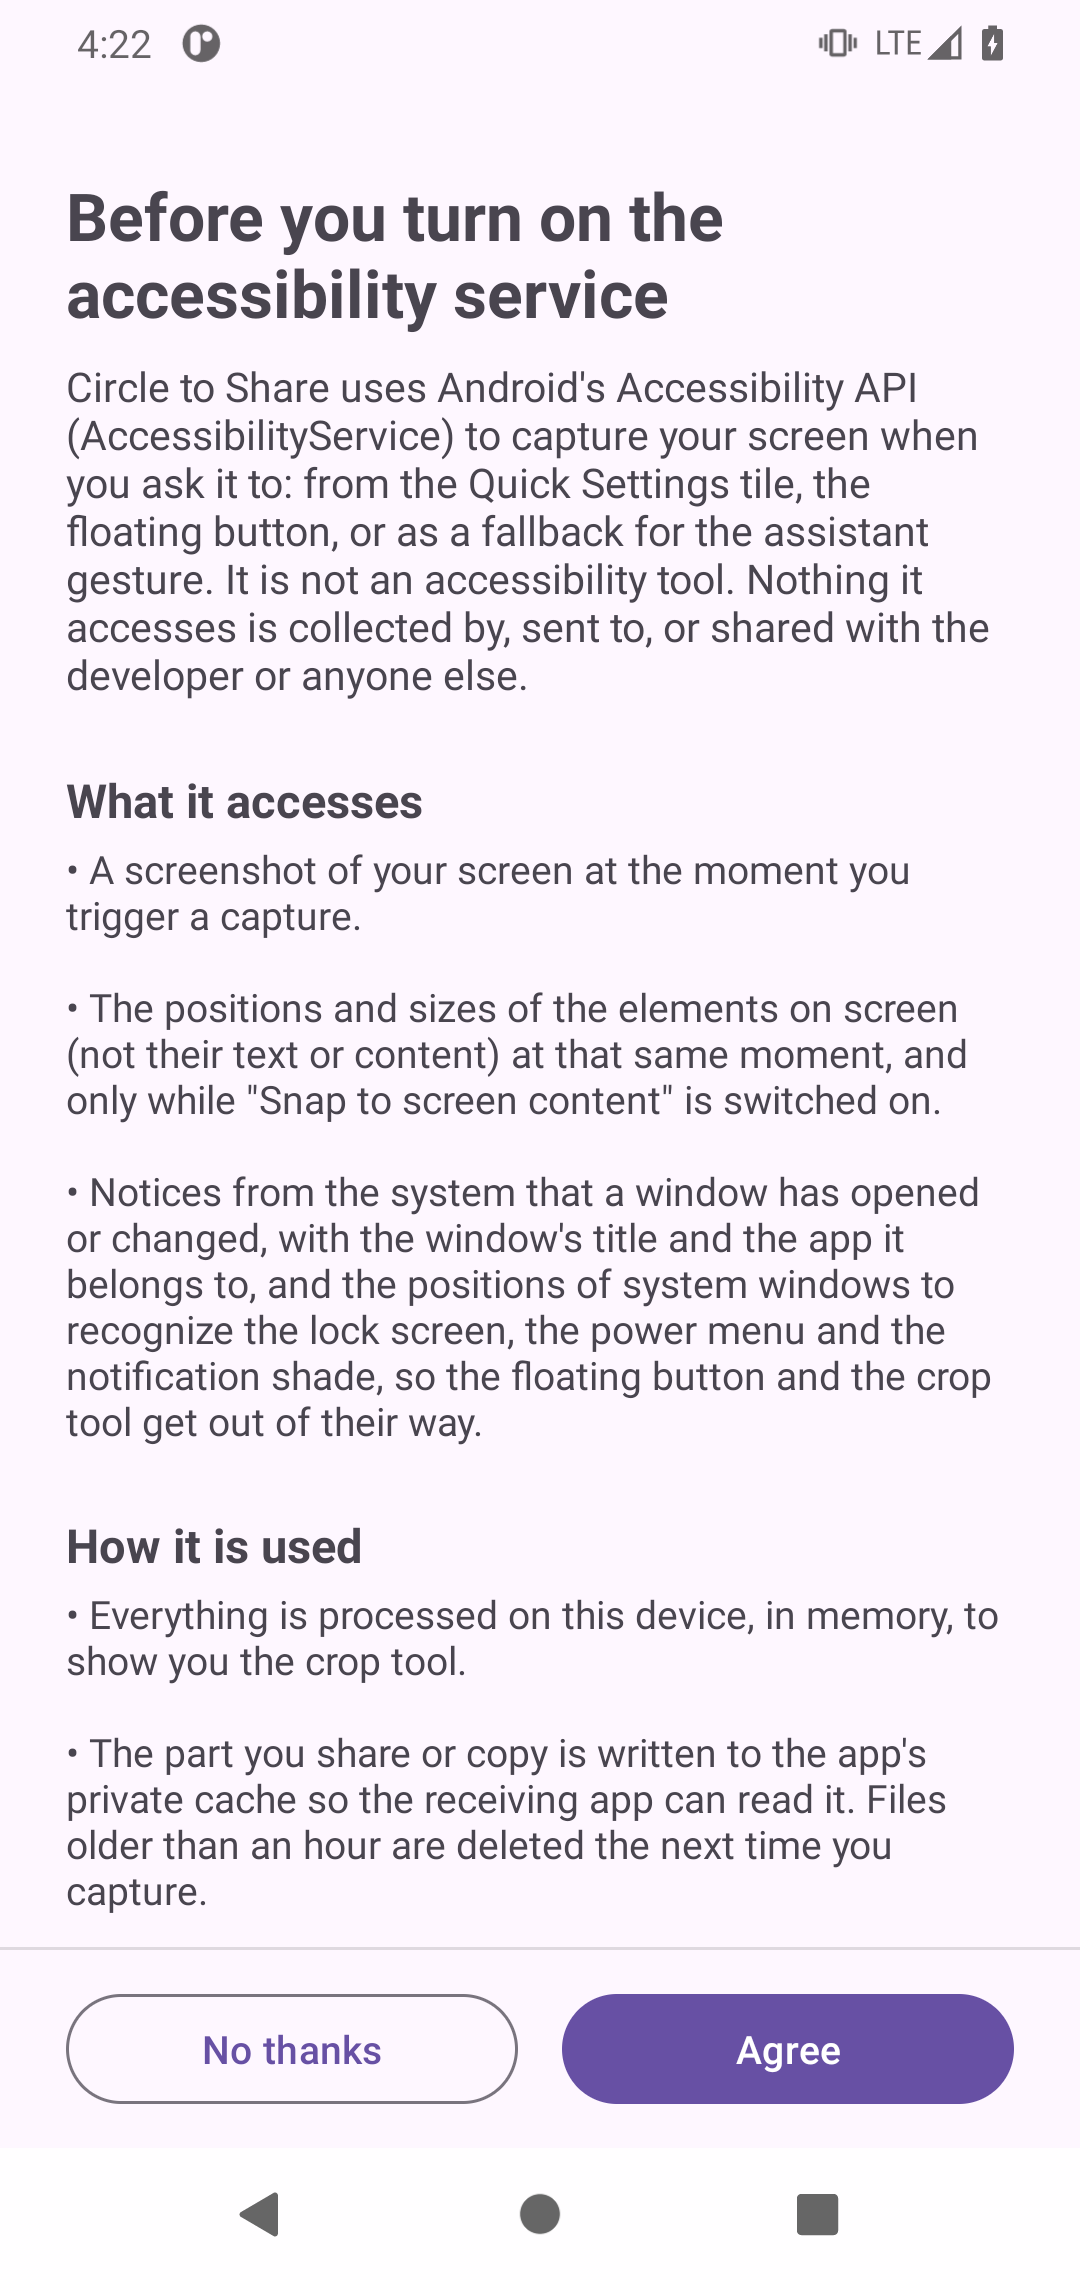 4:22
LTE
Before you turn on the
accessibility service
Circle to Share uses Android's Accessibility API
(AccessibilityService) to capture your screen when
you ask it to: from the Quick Settings tile, the
floating button, or as a fallback for the assistant
gesture. It is not an accessibility tool. Nothing it
accesses is collected by, sent to, or shared with the
developer or anyone else.
What it accesses
• A screenshot of your screen at the moment you
trigger a capture.
• The positions and sizes of the elements on screen
(not their text or content) at that same moment, and
only while "Snap to screen content" is switched on.
• Notices from the system that a window has opened
or changed, with the window's title and the app it
belongs to, and the positions of system windows to
recognize the lock screen, the power menu and the
notification shade, so the floating button and the crop
tool get out of their way.
How it is used
• Everything is processed on this device, in memory, to
show you the crop tool.
• The part you share or copy is written to the app's
private cache so the receiving app can read it. Files
older than an hour are deleted the next time you
capture.
No thanks
Agree